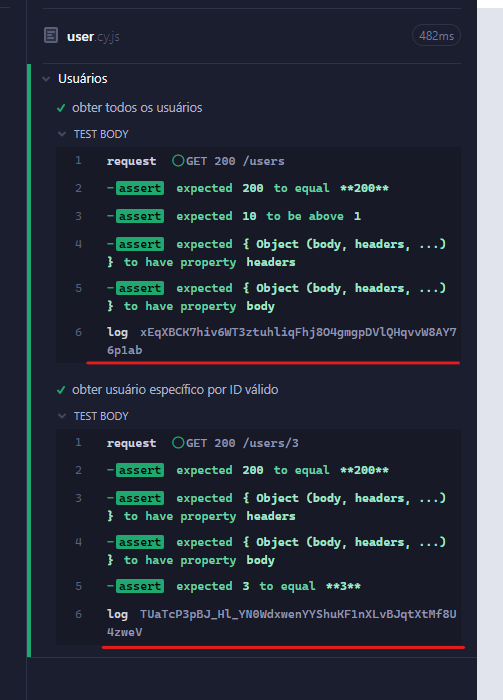 user.cy.js 482ms
Usuários
obter todos os usuários
TEST BODY
1 request GET 200 /users
2 -assert expected 200 to equal **200**
3 -assert expected 10 to be above 1
4 -assert expected { Object (body, headers, ...)
} to have property headers
5 -assert expected { Object (body, headers, ...)
} to have property body
6 log xEqXBCK7hiv6WT3ztuhliqFhj8O4gmgpDVlQHqvvW8AY7
6p1ab
obter usuário específico por ID válido
TEST BODY
1 request GET 200 /users/3
2 -assert expected 200 to equal **200**
3 -assert expected { Object (body, headers, ...)
} to have property headers
4 -assert expected { Object (body, headers, ...)
} to have property body
5 -assert expected 3 to equal **3**
6 log TUaTcP3pBJ_Hl_YN0WdxwenYYShuKF1nXLvBJqtXtMf8U
4zweV